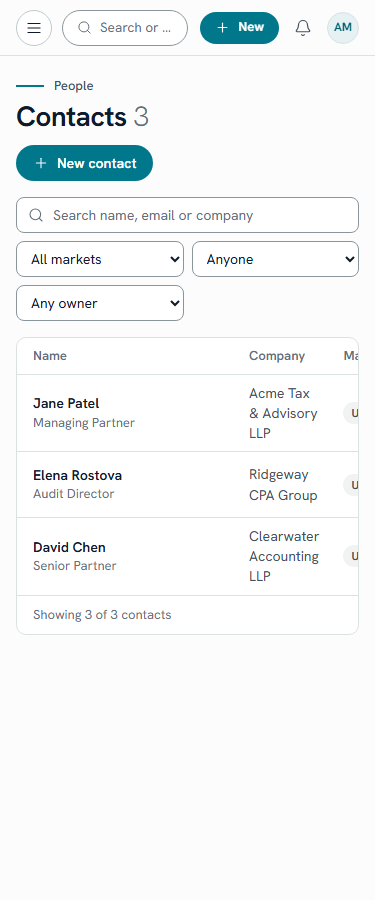 Search or ...
New
AM
People
Contacts 3
New contact
Search name, email or company
All markets
Anyone
Any owner
Name Company Ma
Jane Patel
Managing Partner
Acme Tax
& Advisory
LLP
U
Elena Rostova
Audit Director
Ridgeway
CPA Group
U
David Chen
Senior Partner
Clearwater
Accounting
LLP
U
Showing 3 of 3 contacts